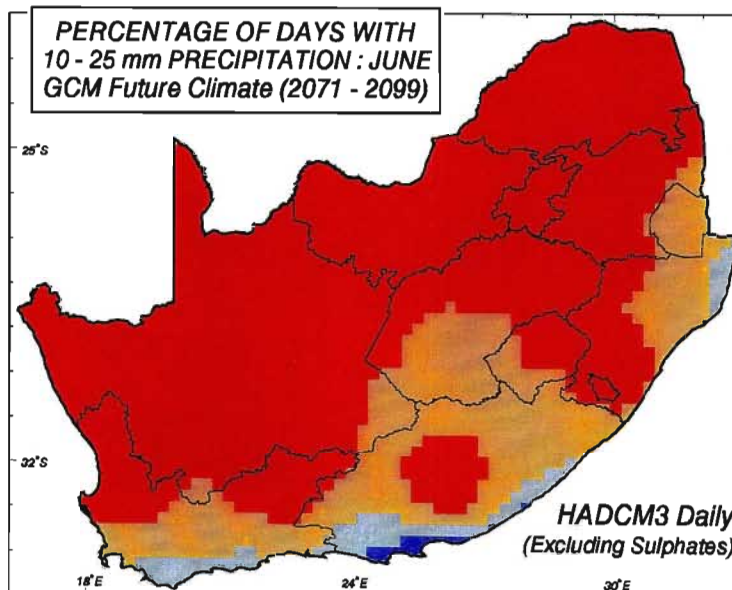 PERCENTAGE OF DAYS WITH
10 - 25 mm PRECIPITATION : JUNE
GCM Future Climate (2071 - 2099)
25°S
32°S
HADCM3 Daily
(Excluding Sulphates)
18°E
24°E
30°E